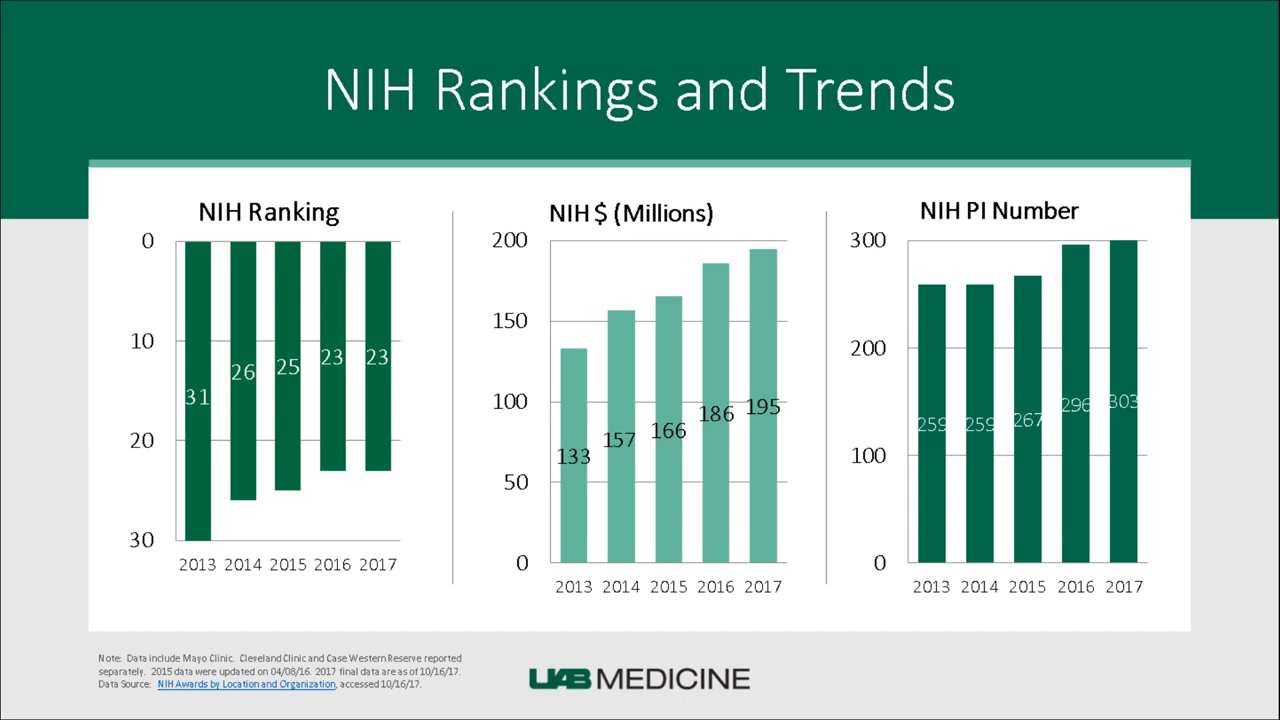 NIH Rankings and Trends
NIH Ranking
0
10
20
30
31
26
25
23
23
2013 2014 2015 2016 2017
NIH $ (Millions)
200
150
100
50
0
133
157
166
186
195
2013 2014 2015 2016 2017
NIH PI Number
300
200
100
0
259
259
267
296
303
2013 2014 2015 2016 2017
Note: Data include Mayo Clinic. Cleveland Clinic and Case Western Reserve reported
separately. 2015 data were updated on 04/08/16. 2017 final data are as of 10/16/17.
Data Source: NIH Awards by Location and Organization, accessed 10/16/17.
UAB MEDICINE